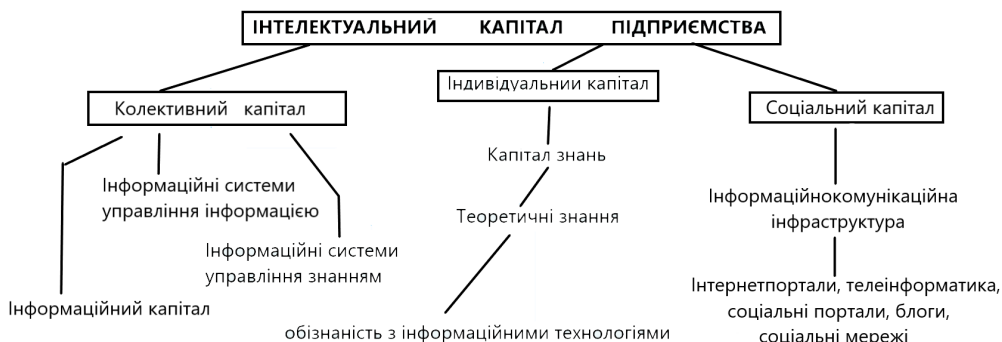 ІНТЕЛЕКТУАЛЬНИЙ КАПІТАЛ ПІДПРИЄМСТВА
Колективний капітал
Індивідуальний капітал
Соціальний капітал
Інформаційні системи
управління інформацією
Інформаційні системи
управління знанням
Інформаційний капітал
Капітал знань
Теоретичні знання
обізнаність з інформаційними технологіями
Інформаційнокомунікаційна
інфраструктура
Інтернетпортали, телеінформатика,
соціальні портали, блоги,
соціальні мережі